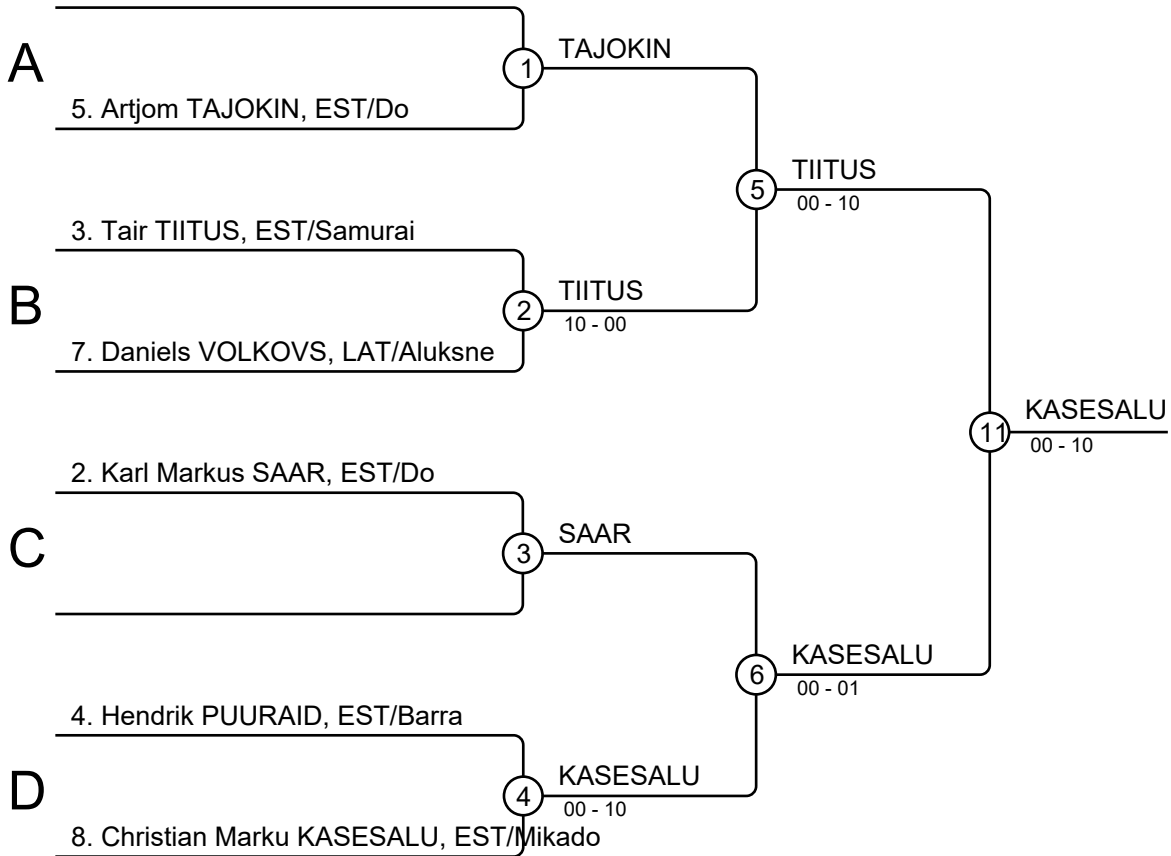 A
1
TAJOKIN
5. Artjom TAJOKIN, EST/Do
5
TIITUS
00 - 10
3. Tair TIITUS, EST/Samurai
B
2
TIITUS
10 - 00
7. Daniels VOLKOVS, LAT/Aluksne
11
KASESALU
00 - 10
2. Karl Markus SAAR, EST/Do
C
3
SAAR
6
KASESALU
00 - 01
4. Hendrik PUURAID, EST/Barra
D
4
KASESALU
00 - 10
8. Christian Marku KASESALU, EST/Mikado